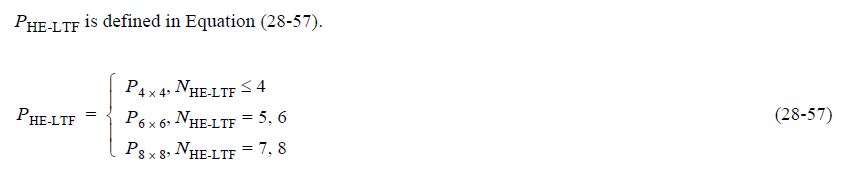 P_HE-LTF is defined in Equation (28-57).
P_4 × 4, N_HE-LTF ≤ 4
P_HE-LTF = { P_6 × 6, N_HE-LTF = 5, 6 (28-57)
P_8 × 8, N_HE-LTF = 7, 8